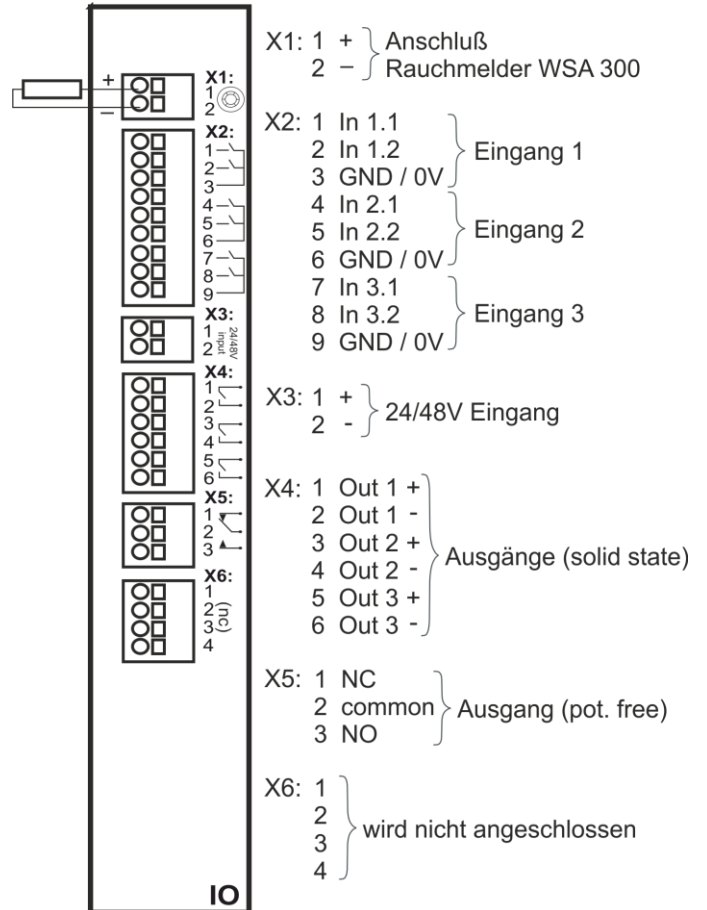 +
–
X1:
1
2
X2:
1
2
3
4
5
6
7
8
9
X3:
1
2
24/48V
input
X4:
1
2
3
4
5
6
X5:
1
2
3
X6:
1
2
3
4
(nc)
IO
X1: 1 + Anschluß
2 – Rauchmelder WSA 300
X2: 1 In 1.1
2 In 1.2 Eingang 1
3 GND / 0V
4 In 2.1
5 In 2.2 Eingang 2
6 GND / 0V
7 In 3.1
8 In 3.2 Eingang 3
9 GND / 0V
X3: 1 +
2 - 24/48V Eingang
X4: 1 Out 1 +
2 Out 1 -
3 Out 2 + Ausgänge (solid state)
4 Out 2 -
5 Out 3 +
6 Out 3 -
X5: 1 NC
2 common Ausgang (pot. free)
3 NO
X6: 1
2
wird nicht angeschlossen
3
4